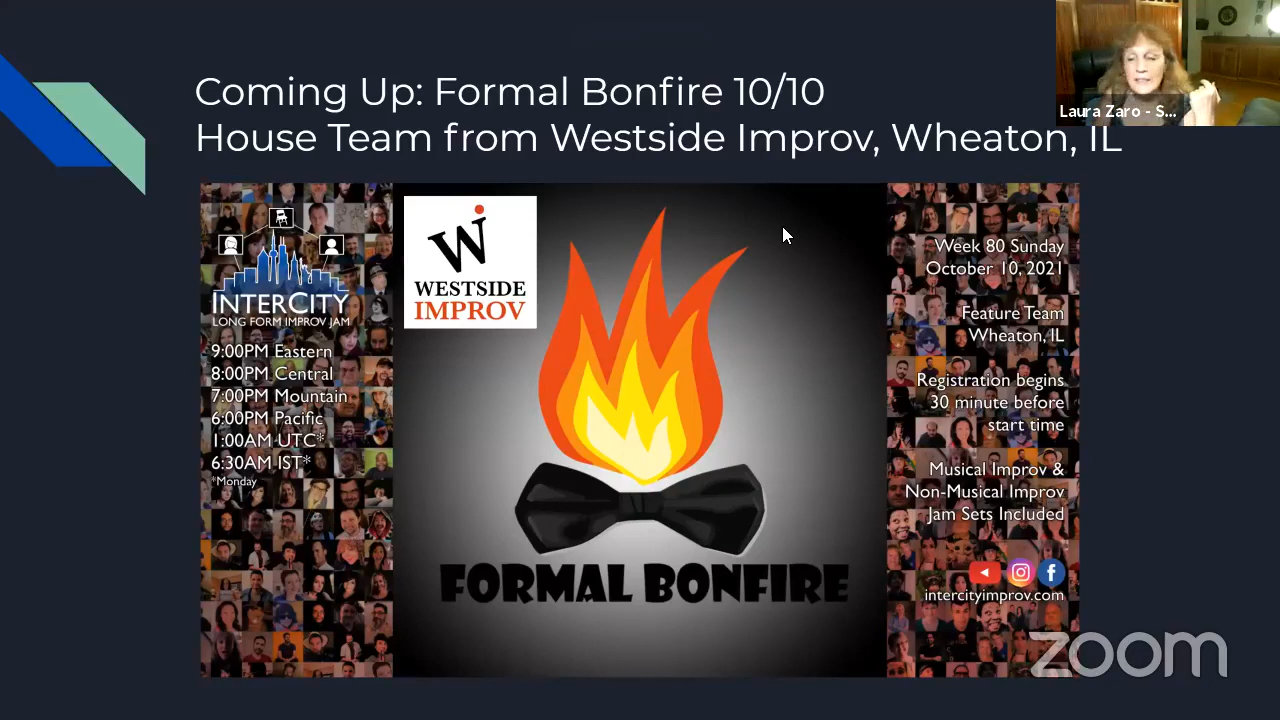 Coming Up: Formal Bonfire 10/10
House Team from Westside Improv, Wheaton, IL
Laura Zaro - S...
INTERCITY
LONG FORM IMPROV JAM
9:00PM Eastern
8:00PM Central
7:00PM Mountain
6:00PM Pacific
1:00AM UTC*
6:30AM IST*
*Monday
W
WESTSIDE
IMPROV
FORMAL BONFIRE
Week 80 Sunday
October 10, 2021
Feature Team
Wheaton, IL
Registration begins
30 minute before
start time
Musical Improv &
Non-Musical Improv
Jam Sets Included
intercityimprov.com
zoom